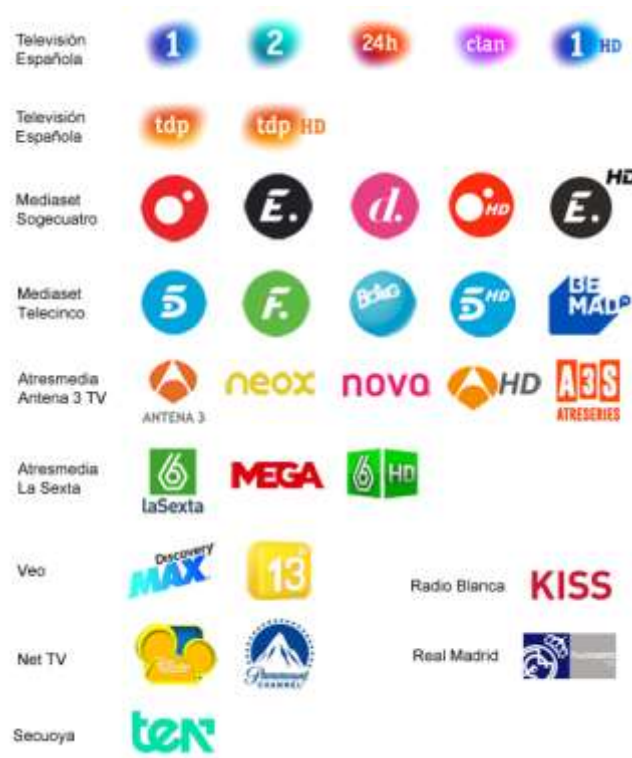 Televisión
Española
1
2
24h
clan
1 HD
Televisión
Española
tdp
tdp HD
Mediaset
Sogecuatro
E.
d.
HD
E. HD
Mediaset
Telecinco
5
F.
Boing
5 HD
BE
MAD
Atresmedia
Antena 3 TV
ANTENA 3
neox
nova
HD
A3S
ATRESERIES
Atresmedia
La Sexta
6
laSexta
MEGA
6 HD
Veo
Discovery
MAX
13
Radio Blanca
KISS
Net TV
Paramount
CHANNEL
Real Madrid
Secuoya
ten